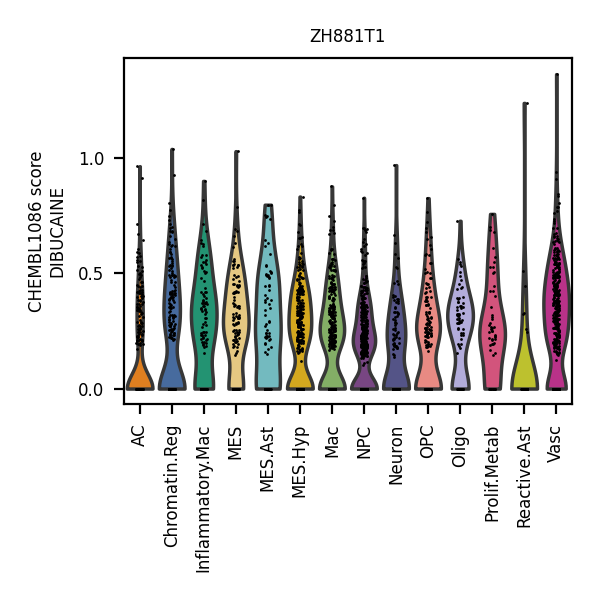 ZH881T1
CHEMBL1086 score
DIBUCAINE
1.0
0.5
0.0
AC
Chromatin.Reg
Inflammatory.Mac
MES
MES.Ast
MES.Hyp
Mac
NPC
Neuron
OPC
Oligo
Prolif.Metab
Reactive.Ast
Vasc